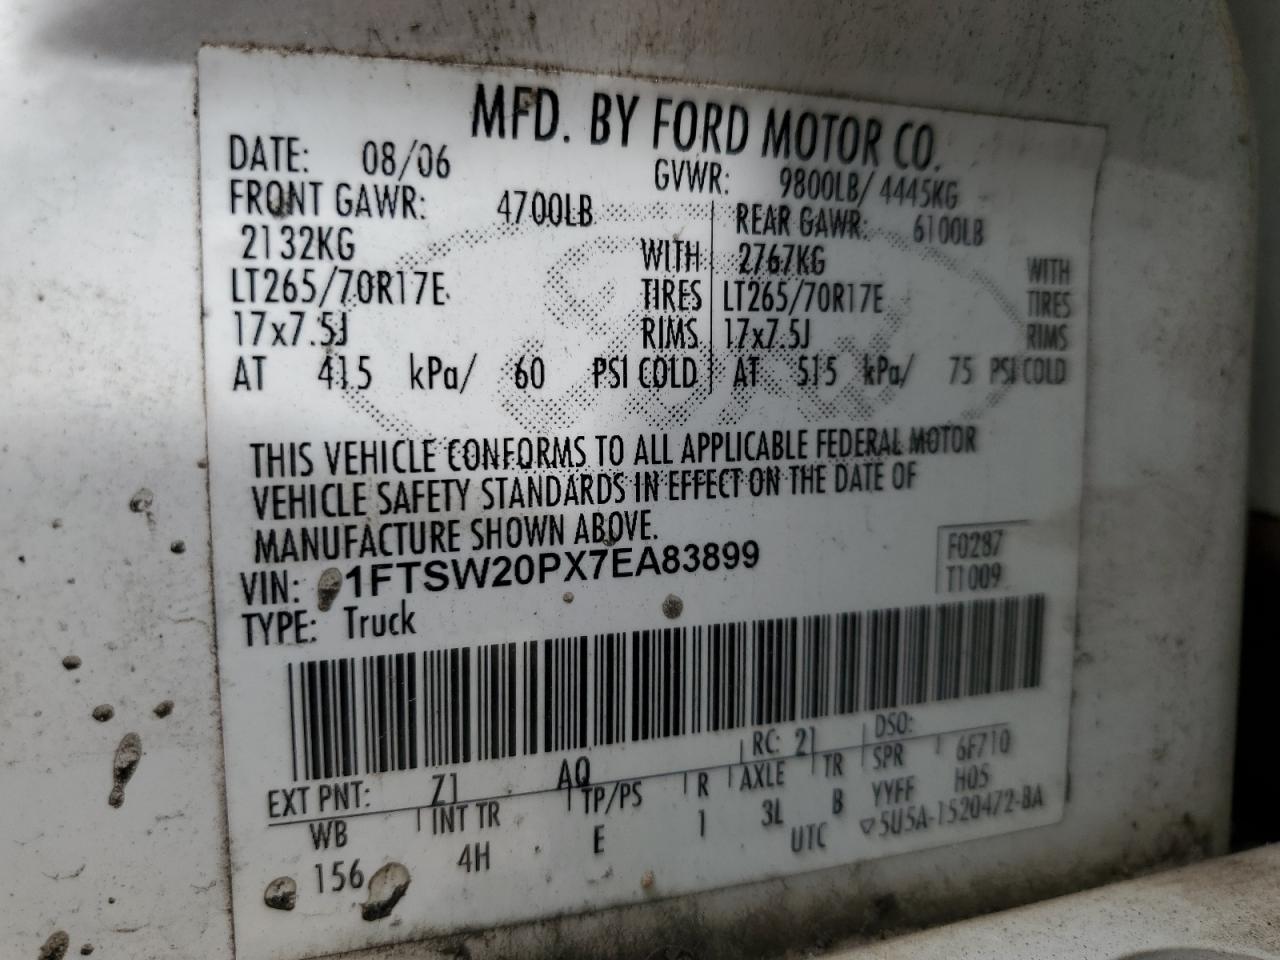 MFD. BY FORD MOTOR CO.
DATE: 08/06 GVWR: 9800LB/ 4445KG
FRONT GAWR: 4700LB REAR GAWR: 6100LB
2132KG WITH 2767KG WITH
LT265/70R17E TIRES LT265/70R17E TIRES
17x7.5J RIMS 17x7.5J RIMS
AT 415 kPa/ 60 PSI COLD AT 515 kPa/ 75 PSI COLD
THIS VEHICLE CONFORMS TO ALL APPLICABLE FEDERAL MOTOR
VEHICLE SAFETY STANDARDS IN EFFECT ON THE DATE OF
MANUFACTURE SHOWN ABOVE.
VIN: 1FTSW20PX7EA83899
F0287
T1009
TYPE: Truck
EXT PNT: Z1 AQ RC: 21 DSO:
WB INT TR TP/PS R AXLE TR SPR 6F710
156 4H E 1 3L B YYFF H05
UTC ▽5U5A-1520472-BA